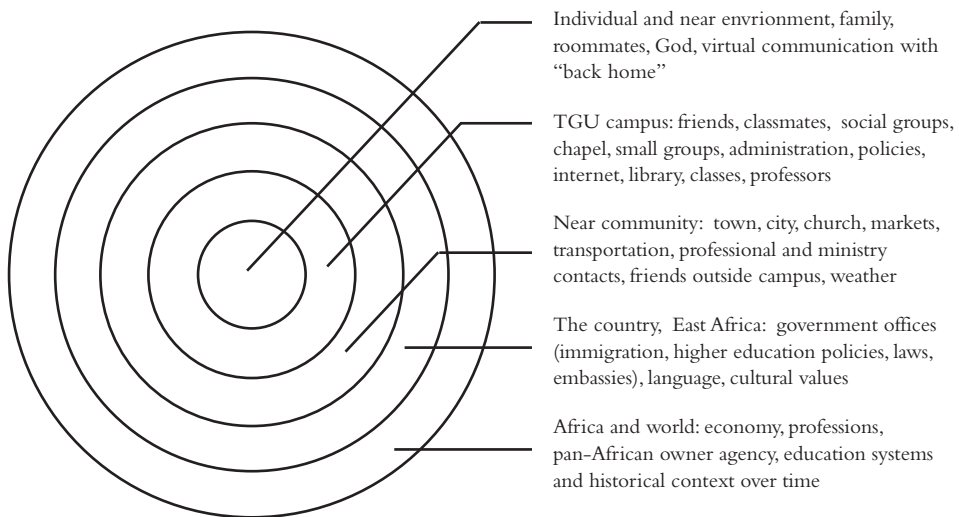 Individual and near envrionment, family,
roommates, God, virtual communication with
“back home”
TGU campus: friends, classmates, social groups,
chapel, small groups, administration, policies,
internet, library, classes, professors
Near community: town, city, church, markets,
transportation, professional and ministry
contacts, friends outside campus, weather
The country, East Africa: government offices
(immigration, higher education policies, laws,
embassies), language, cultural values
Africa and world: economy, professions,
pan-African owner agency, education systems
and historical context over time